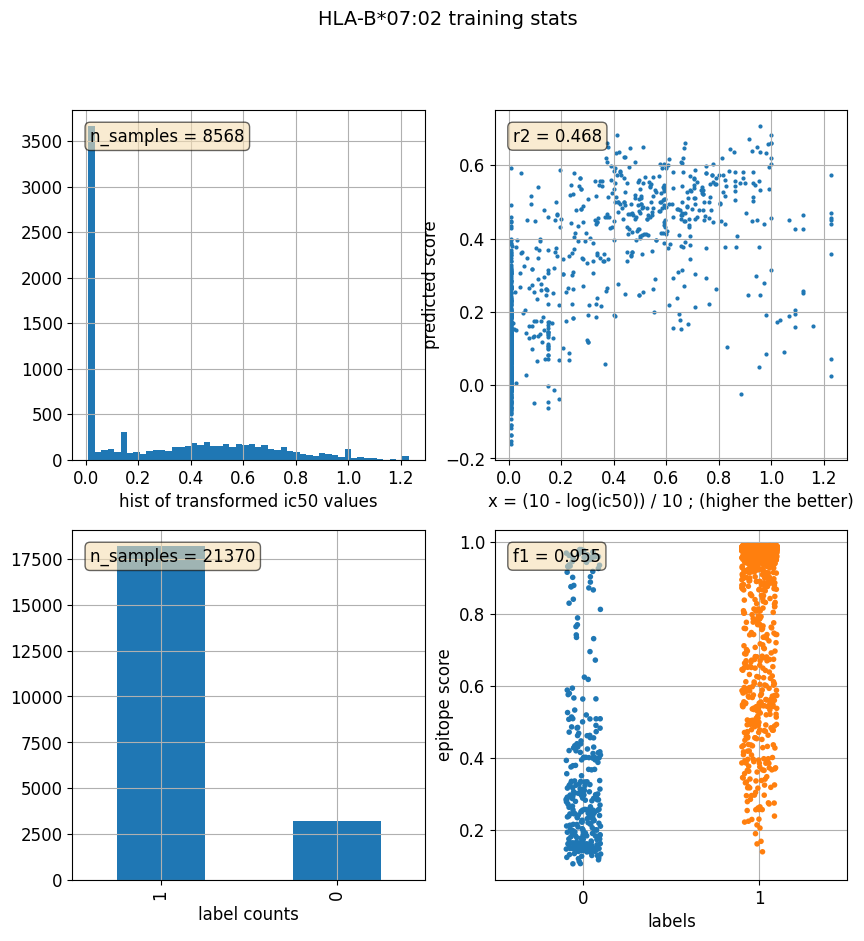 HLA-B*07:02 training stats
n_samples = 8568
3500
3000
2500
2000
1500
1000
500
0
0.0 0.2 0.4 0.6 0.8 1.0 1.2
hist of transformed ic50 values
r2 = 0.468
predicted score
0.6
0.4
0.2
0.0
−0.2
0.0 0.2 0.4 0.6 0.8 1.0 1.2
x = (10 - log(ic50)) / 10 ; (higher the better)
n_samples = 21370
17500
15000
12500
10000
7500
5000
2500
0
1 0
label counts
f1 = 0.955
epitope score
1.0
0.8
0.6
0.4
0.2
0 1
labels